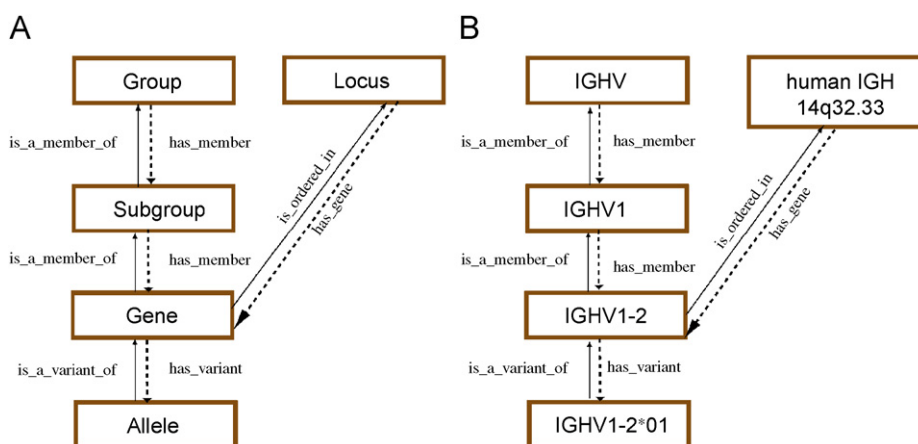 A
Group
Locus
is_a_member_of
has_member
is_ordered_in
has_gene
Subgroup
is_a_member_of
has_member
Gene
is_a_variant_of
has_variant
Allele
B
IGHV
human IGH
14q32.33
is_a_member_of
has_member
is_ordered_in
has_gene
IGHV1
is_a_member_of
has_member
IGHV1-2
is_a_variant_of
has_variant
IGHV1-2*01